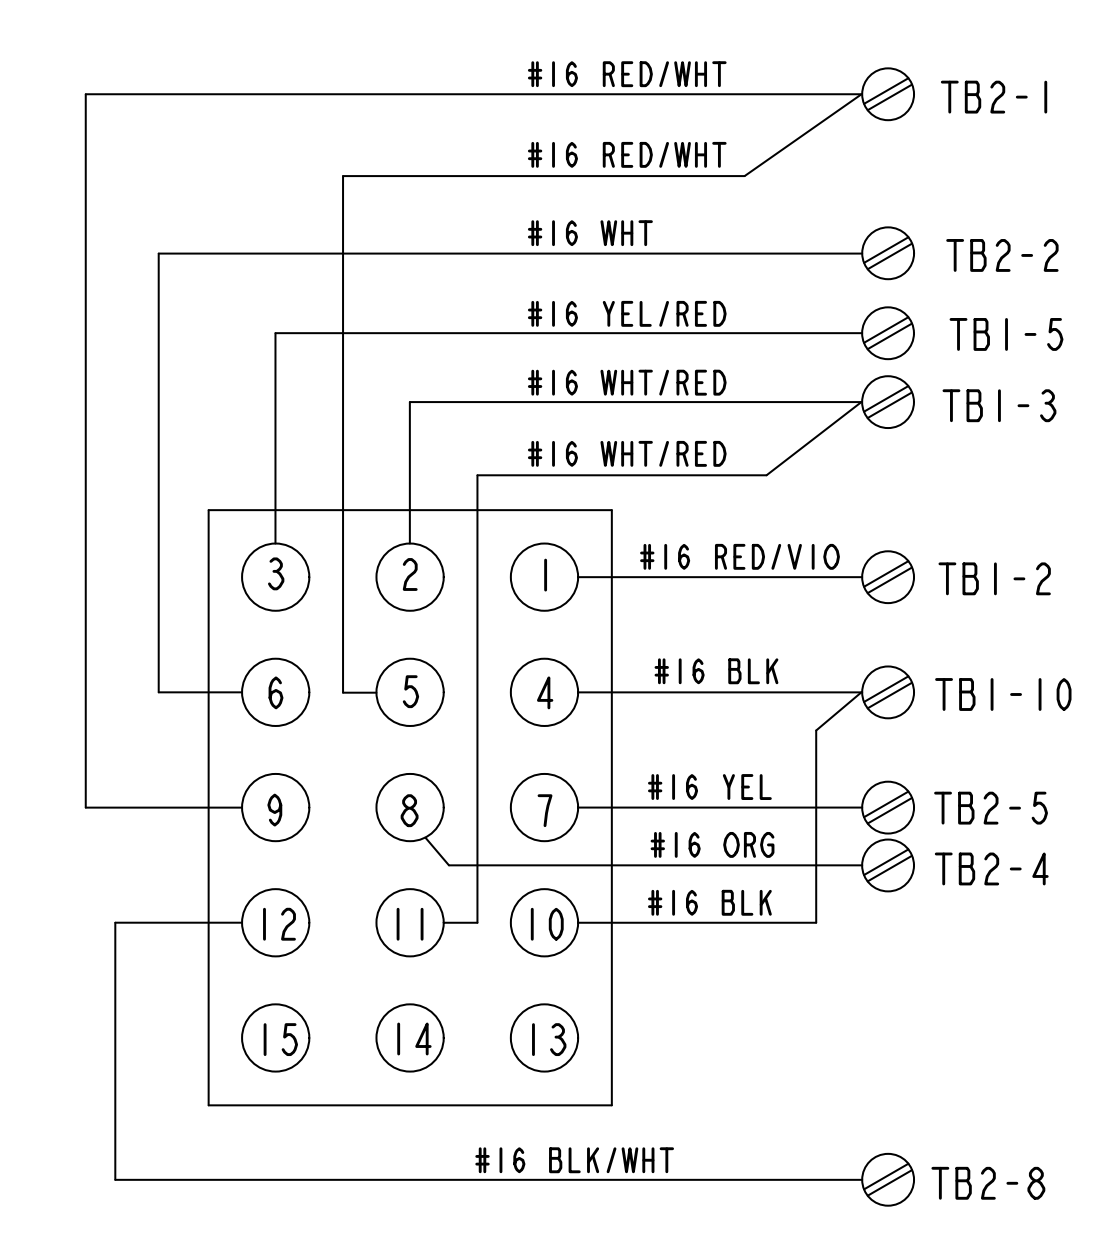 #16 RED/WHT
TB2-1
#16 RED/WHT
#16 WHT
TB2-2
#16 YEL/RED
TB1-5
#16 WHT/RED
TB1-3
#16 WHT/RED
3 2 1
#16 RED/VIO
TB1-2
6 5 4
#16 BLK
TB1-10
9 8 7
#16 YEL
TB2-5
#16 ORG
TB2-4
#16 BLK
12 11 10
15 14 13
#16 BLK/WHT
TB2-8